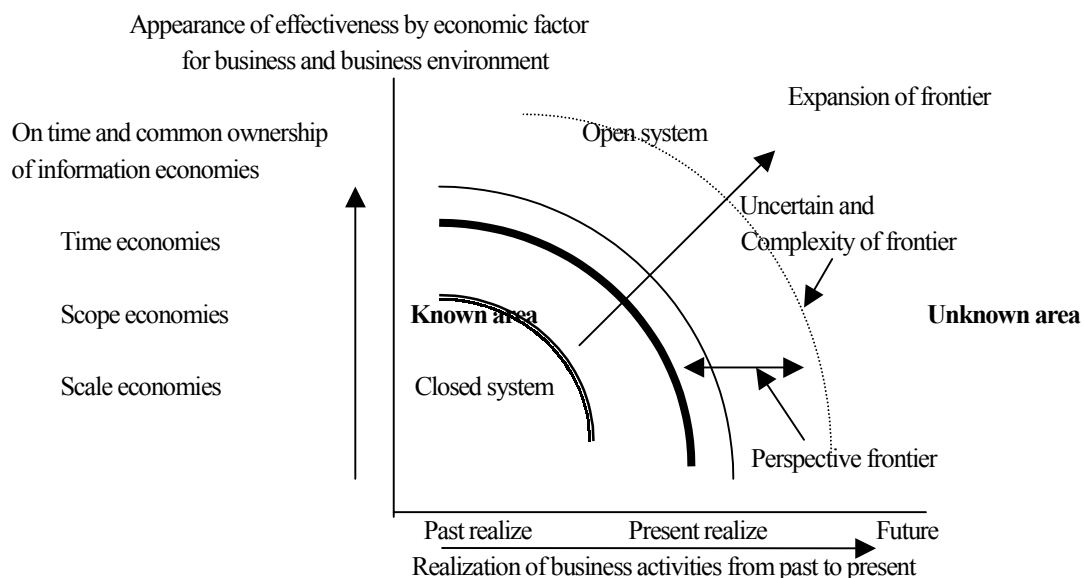 Appearance of effectiveness by economic factor
for business and business environment
Expansion of frontier
On time and common ownership
of information economies
Open system
Uncertain and
Complexity of frontier
Time economies
Scope economies
Known area
Unknown area
Scale economies
Closed system
Perspective frontier
Past realize
Present realize
Future
Realization of business activities from past to present